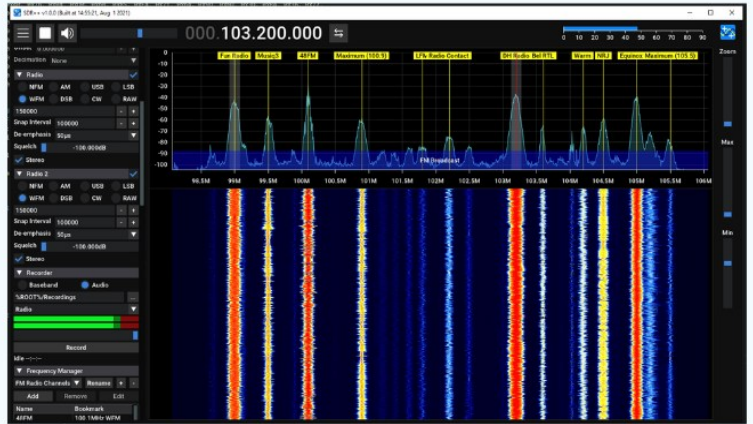 SDR++ v1.0.0 (Built at 14:55:21, Aug 1 2021)
000.103.200.000
0 10 20 30 40 50 60 70 80 90
Offset 0.000000 - +
Decimation None
Radio
NFM AM USB LSB
WFM DSB CW RAW
150000 - +
Snap Interval 100000 - +
De-emphasis 50µs
Squelch -100.000dB
Stereo
Radio 2
NFM AM USB LSB
WFM DSB CW RAW
150000 - +
Snap Interval 100000 - +
De-emphasis 50µs
Squelch -100.000dB
Stereo
Recorder
Baseband Audio
%ROOT%/Recordings ...
Radio
Record
Idle --:--:--
Frequency Manager
FM Radio Channels Rename + -
Add Remove Edit
Name Bookmark
48FM 100.1MHz WFM
Fun Radio Musiq3 48FM Maximum (100.9) LFM Radio Contact DH Radio Bel RTL Warm NRJ Equinox Maximum (105.5)
0
-10
-20
-30
-40
-50
-60
-70
-80
-90
-100
FM Broadcast
98.5M 99M 99.5M 100M 100.5M 101M 101.5M 102M 102.5M 103M 103.5M 104M 104.5M 105M 105.5M 106M
Zoom
Max
Min